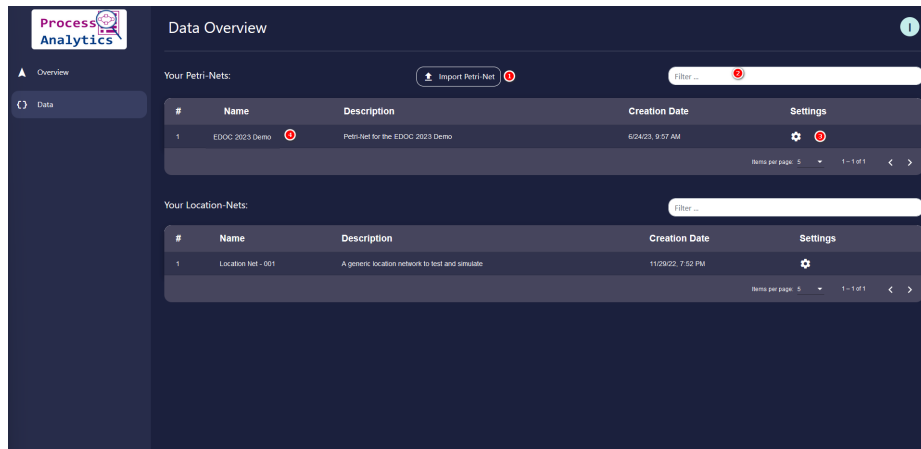 Process
Analytics
Data Overview
I
Overview
Data
Your Petri-Nets:
Import Petri-Net
1
Filter ...
2
# Name Description Creation Date Settings
1 EDOC 2023 Demo 4 Petri-Net for the EDOC 2023 Demo 6/24/23, 9:57 AM 3
Items per page: 5 1 – 1 of 1
Your Location-Nets:
Filter ...
# Name Description Creation Date Settings
1 Location Net - 001 A generic location network to test and simulate 11/29/22, 7:52 PM
Items per page: 5 1 – 1 of 1